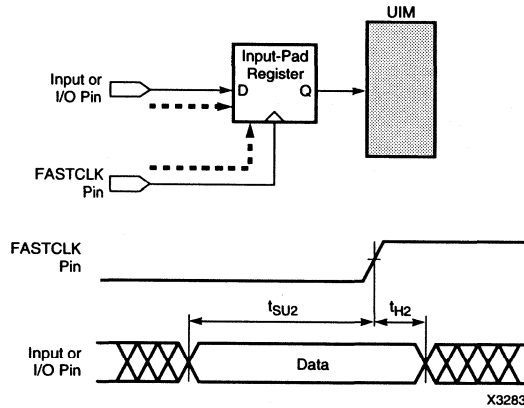 UIM
Input-Pad
Register
Input or
I/O Pin
D
Q
FASTCLK
Pin
FASTCLK
Pin
tSU2
tH2
Input or
I/O Pin
Data
X3283